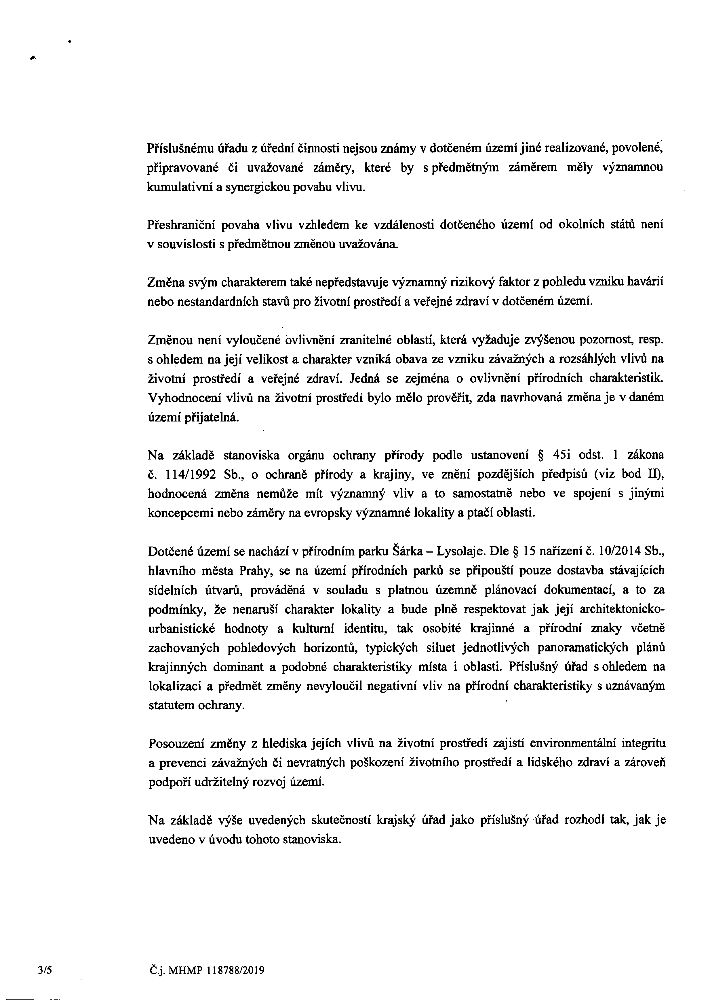 Příslušnému úřadu z úřední činnosti nejsou známy v dotčeném území jiné realizované, povolené,
připravované či uvažované záměry, které by s předmětným záměrem měly významnou
kumulativní a synergickou povahu vlivu.
Přeshraniční povaha vlivu vzhledem ke vzdálenosti dotčeného území od okolních států není
v souvislosti s předmětnou změnou uvažována.
Změna svým charakterem také nepředstavuje významný rizikový faktor z pohledu vzniku havárií
nebo nestandardních stavů pro životní prostředí a veřejné zdraví v dotčeném území.
Změnou není vyloučené ovlivnění zranitelné oblastí, která vyžaduje zvýšenou pozornost, resp.
s ohledem na její velikost a charakter vzniká obava ze vzniku závažných a rozsáhlých vlivů na
životní prostředí a veřejné zdraví. Jedná se zejména o ovlivnění přírodních charakteristik.
Vyhodnocení vlivů na životní prostředí bylo mělo prověřit, zda navrhovaná změna je v daném
území přijatelná.
Na základě stanoviska orgánu ochrany přírody podle ustanovení § 45i odst. 1 zákona
č. 114/1992 Sb., o ochraně přírody a krajiny, ve znění pozdějších předpisů (viz bod II),
hodnocená změna nemůže mít významný vliv a to samostatně nebo ve spojení s jinými
koncepcemi nebo záměry na evropsky významné lokality a ptačí oblasti.
Dotčené území se nachází v přírodním parku Šárka – Lysolaje. Dle § 15 nařízení č. 10/2014 Sb.,
hlavního města Prahy, se na území přírodních parků se připouští pouze dostavba stávajících
sídelních útvarů, prováděná v souladu s platnou územně plánovací dokumentací, a to za
podmínky, že nenaruší charakter lokality a bude plně respektovat jak její architektonicko-
urbanistické hodnoty a kulturní identitu, tak osobité krajinné a přírodní znaky včetně
zachovaných pohledových horizontů, typických siluet jednotlivých panoramatických plánů
krajinných dominant a podobné charakteristiky místa i oblasti. Příslušný úřad s ohledem na
lokalizaci a předmět změny nevyloučil negativní vliv na přírodní charakteristiky s uznávaným
statutem ochrany.
Posouzení změny z hlediska jejích vlivů na životní prostředí zajistí environmentální integritu
a prevenci závažných či nevratných poškození životního prostředí a lidského zdraví a zároveň
podpoří udržitelný rozvoj území.
Na základě výše uvedených skutečností krajský úřad jako příslušný úřad rozhodl tak, jak je
uvedeno v úvodu tohoto stanoviska.
3/5 Č.j. MHMP 118788/2019